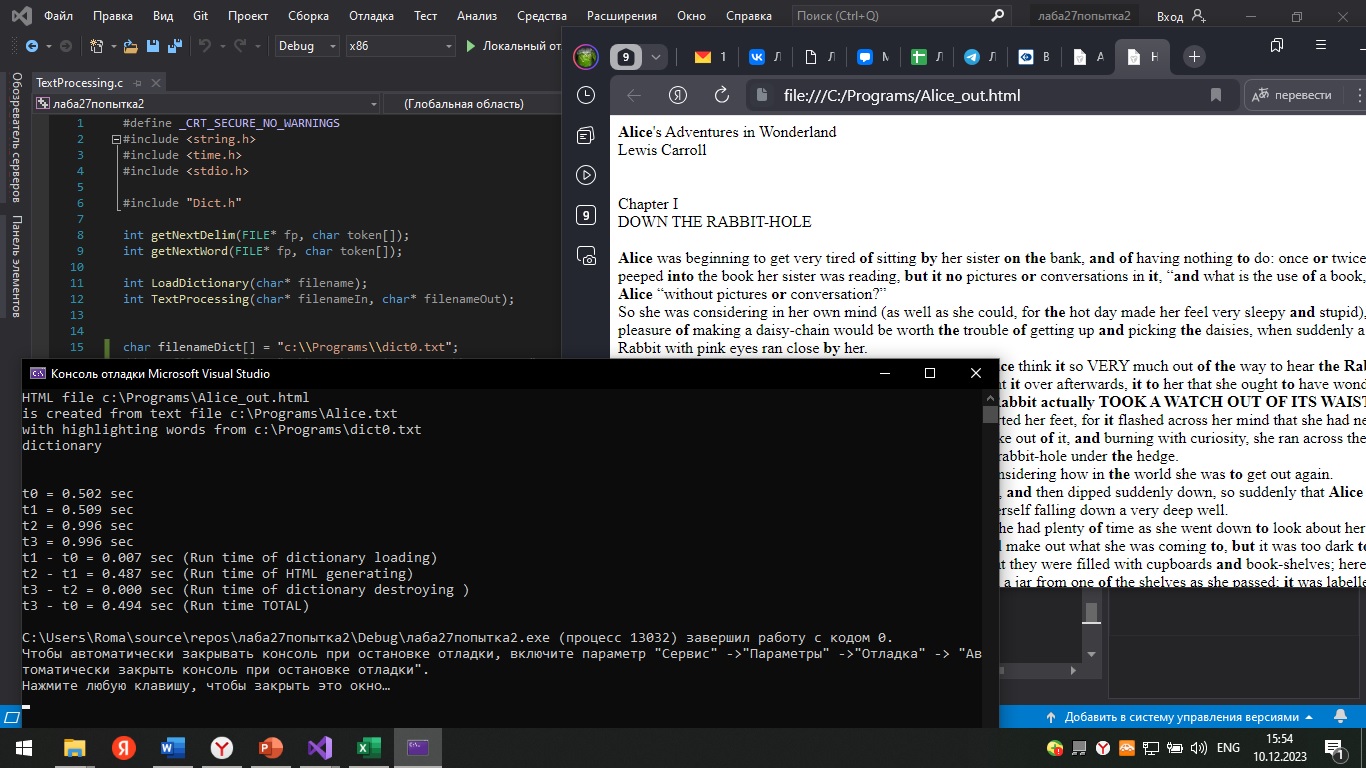 Файл Правка Вид Git Проект Сборка Отладка Тест Анализ Средства Расширения Окно Справка Поиск (Ctrl+Q) лаба27попытка2 Вход
Debug x86 Локальный от
9 1 Л Л М Л Л В А Н
TextProcessing.c
file:///C:/Programs/Alice_out.html перевести
лаба27попытка2 (Глобальная область)
Обозреватель серверов
Панель элементов
1 #define _CRT_SECURE_NO_WARNINGS
2 #include <string.h>
3 #include <time.h>
4 #include <stdio.h>
5
6 #include "Dict.h"
7
8 int getNextDelim(FILE* fp, char token[]);
9 int getNextWord(FILE* fp, char token[]);
10
11 int LoadDictionary(char* filename);
12 int TextProcessing(char* filenameIn, char* filenameOut);
13
14
15 char filenameDict[] = "c:\\Programs\\dict0.txt";
9
Alice's Adventures in Wonderland
Lewis Carroll
Chapter I
DOWN THE RABBIT-HOLE
Alice was beginning to get very tired of sitting by her sister on the bank, and of having nothing to do: once or twice
peeped into the book her sister was reading, but it no pictures or conversations in it, “and what is the use of a book,
Alice “without pictures or conversation?”
So she was considering in her own mind (as well as she could, for the hot day made her feel very sleepy and stupid),
pleasure of making a daisy-chain would be worth the trouble of getting up and picking the daisies, when suddenly a
Rabbit with pink eyes ran close by her.
ce think it so VERY much out of the way to hear the Rab
t it over afterwards, it to her that she ought to have wond
abbit actually TOOK A WATCH OUT OF ITS WAIST
rted her feet, for it flashed across her mind that she had ne
ke out of it, and burning with curiosity, she ran across the
rabbit-hole under the hedge.
nsidering how in the world she was to get out again.
, and then dipped suddenly down, so suddenly that Alice
erself falling down a very deep well.
he had plenty of time as she went down to look about her
l make out what she was coming to, but it was too dark to
t they were filled with cupboards and book-shelves; here
a jar from one of the shelves as she passed; it was labelle
Консоль отладки Microsoft Visual Studio
HTML file c:\Programs\Alice_out.html
is created from text file c:\Programs\Alice.txt
with highlighting words from c:\Programs\dict0.txt
dictionary
t0 = 0.502 sec
t1 = 0.509 sec
t2 = 0.996 sec
t3 = 0.996 sec
t1 - t0 = 0.007 sec (Run time of dictionary loading)
t2 - t1 = 0.487 sec (Run time of HTML generating)
t3 - t2 = 0.000 sec (Run time of dictionary destroying )
t3 - t0 = 0.494 sec (Run time TOTAL)
C:\Users\Roma\source\repos\лаба27попытка2\Debug\лаба27попытка2.exe (процесс 13032) завершил работу с кодом 0.
Чтобы автоматически закрывать консоль при остановке отладки, включите параметр "Сервис" ->"Параметры" ->"Отладка" -> "Ав
томатически закрыть консоль при остановке отладки".
Нажмите любую клавишу, чтобы закрыть это окно…
Добавить в систему управления версиями
ENG 15:54
10.12.2023
1